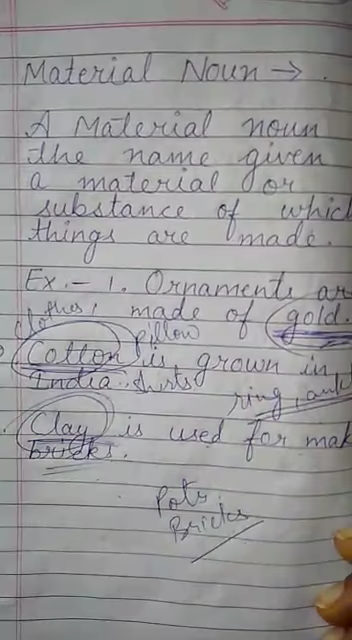 Material Noun →
A Material noun
the name given
a material or
substance of which
things are made.
Ex.- 1. Ornaments ar
clothes, made of gold.
pillow
Cotton is grown in
India. shirts
ring,
Clay is used for mak
bricks.
Pots
Bricks